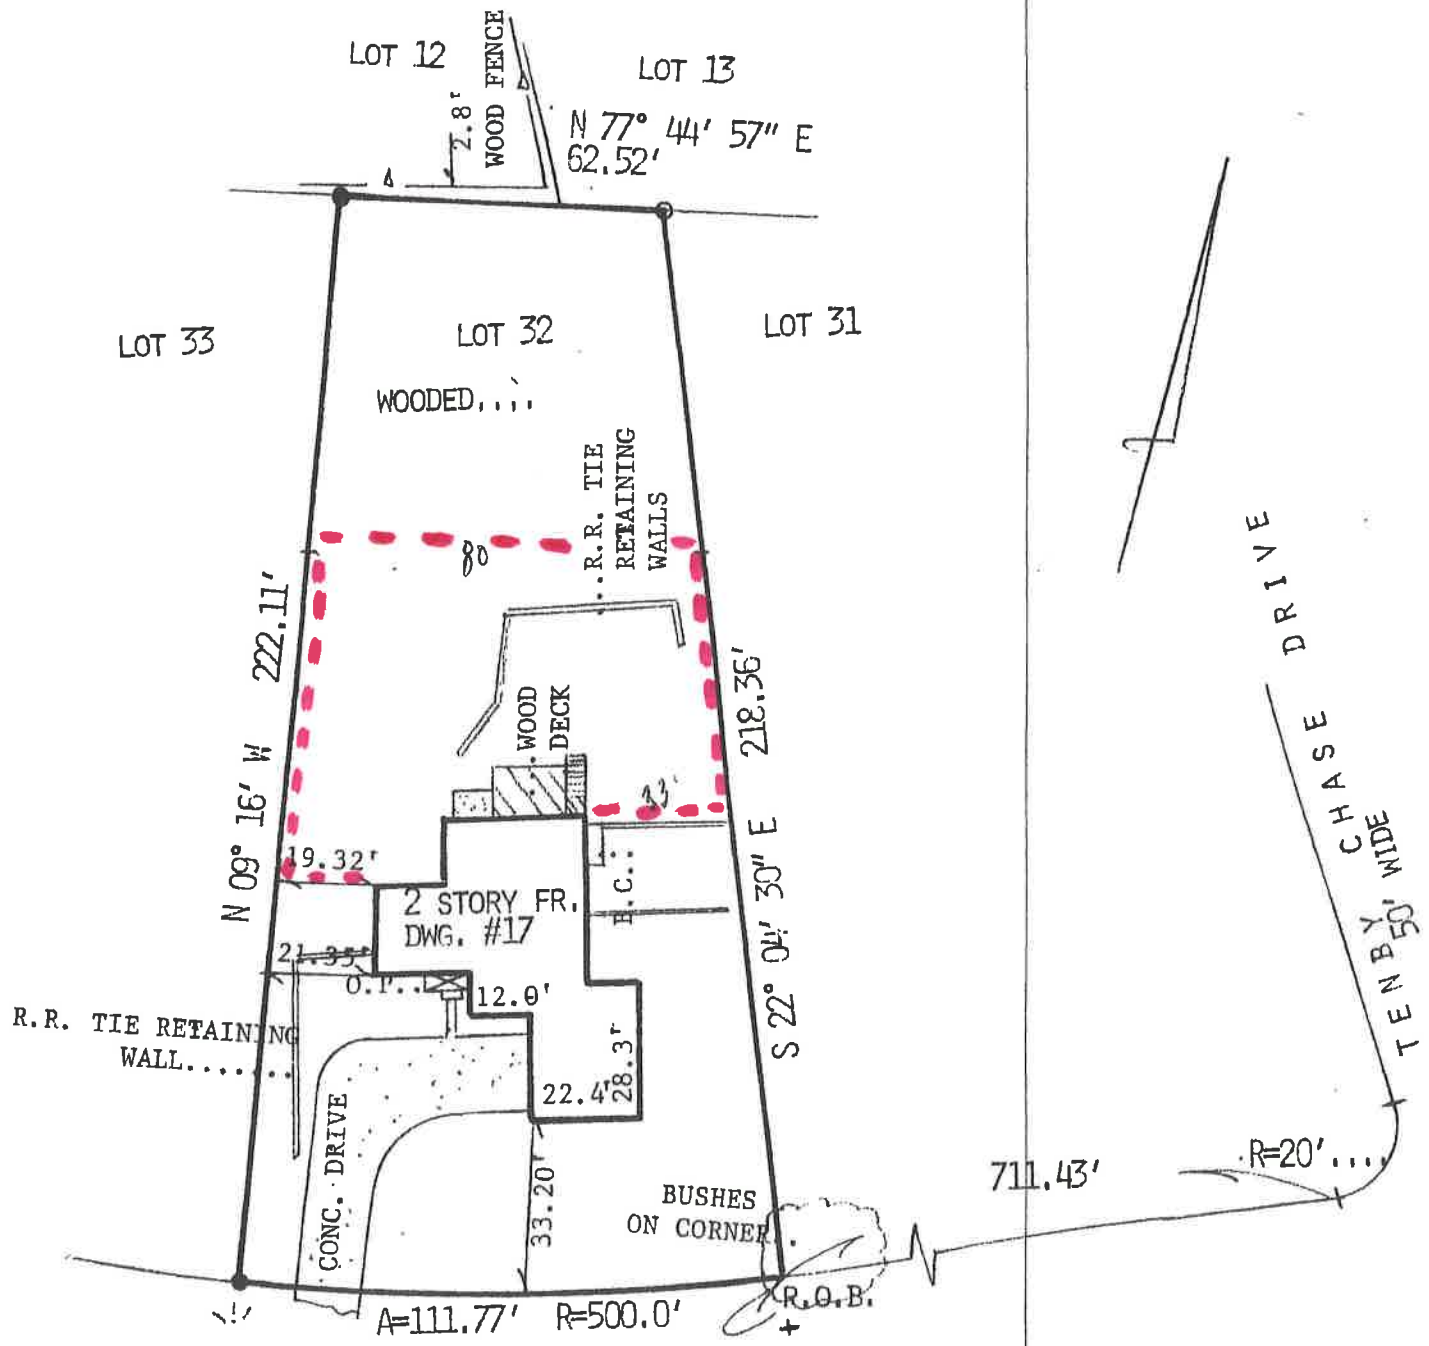 LOT 12
LOT 13
WOOD FENCE
2.8'
N 77° 44' 57" E
62.52'
LOT 33
LOT 32
LOT 31
WOODED....
R.R. TIE
RETAINING
WALLS
80
222.11'
N 09° 16' W
218.36'
S 22° 04' 30" E
WOOD
DECK
33'
19.32'
2 STORY FR.
DWG. #17
B.C...
21.35'
O.P..
12.0'
R.R. TIE RETAINING
WALL......
28.3'
22.4'
CONC. DRIVE
33.20'
BUSHES
ON CORNER
A=111.77'
R=500.0'
P.O.B.
711.43'
R=20'....
TENBY CHASE DRIVE
50' WIDE